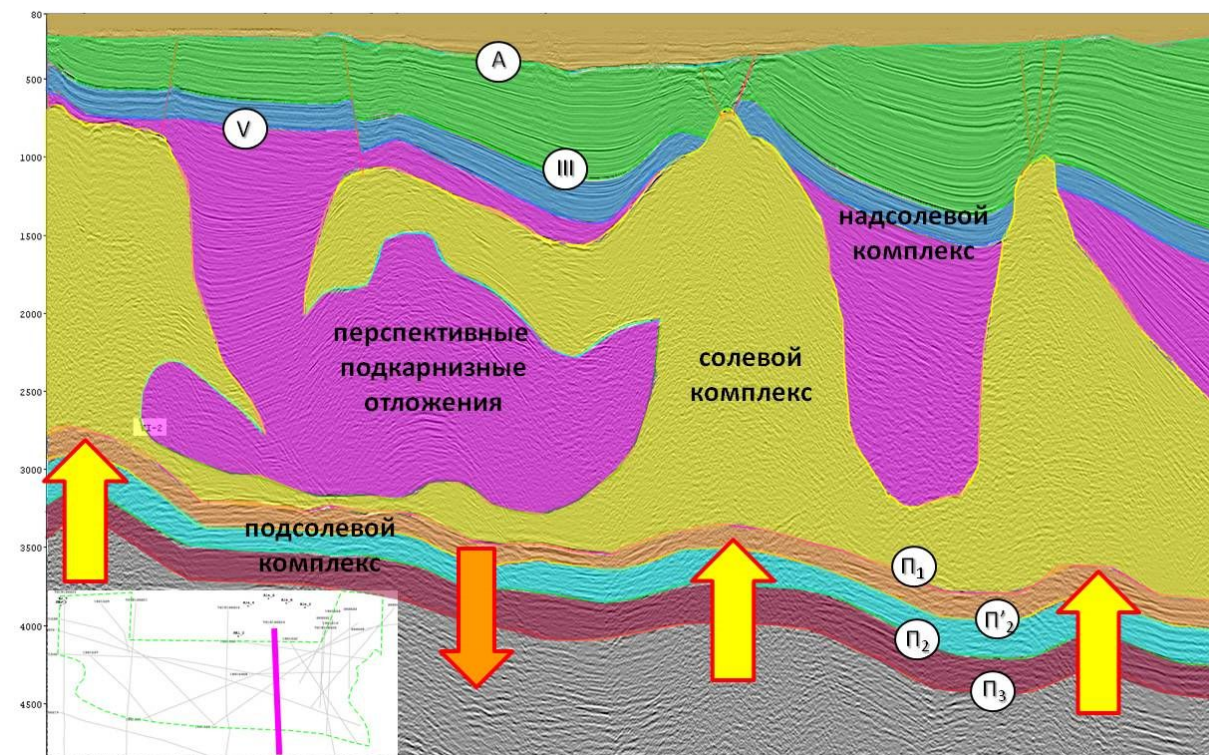 80
500
1000
1500
2000
2500
3000
3500
4000
4500
A
V
III
надсолевой
комплекс
перспективные
подкарнизные
отложения
солевой
комплекс
подсолевой
комплекс
П₁
П'₂
П₂
П₃